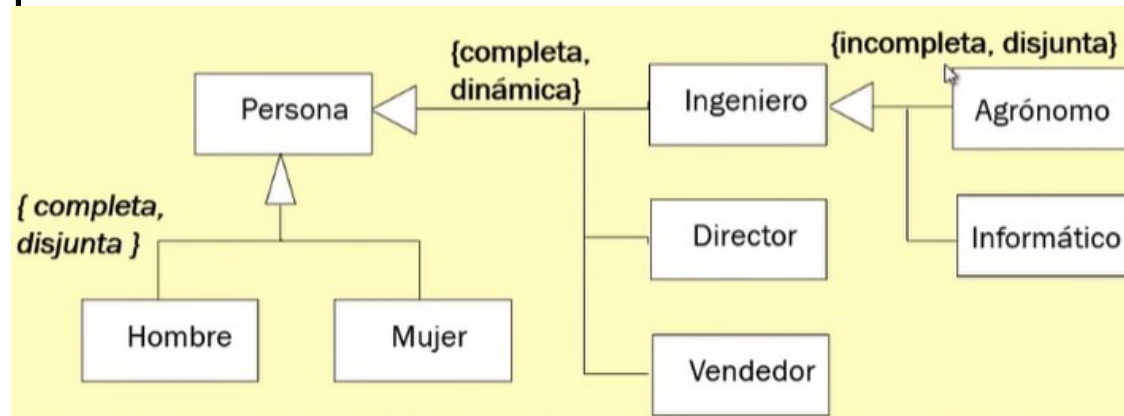 {completa,
dinámica}
{incompleta, disjunta}
Persona
Ingeniero
Agrónomo
{ completa,
disjunta }
Director
Informático
Hombre
Mujer
Vendedor